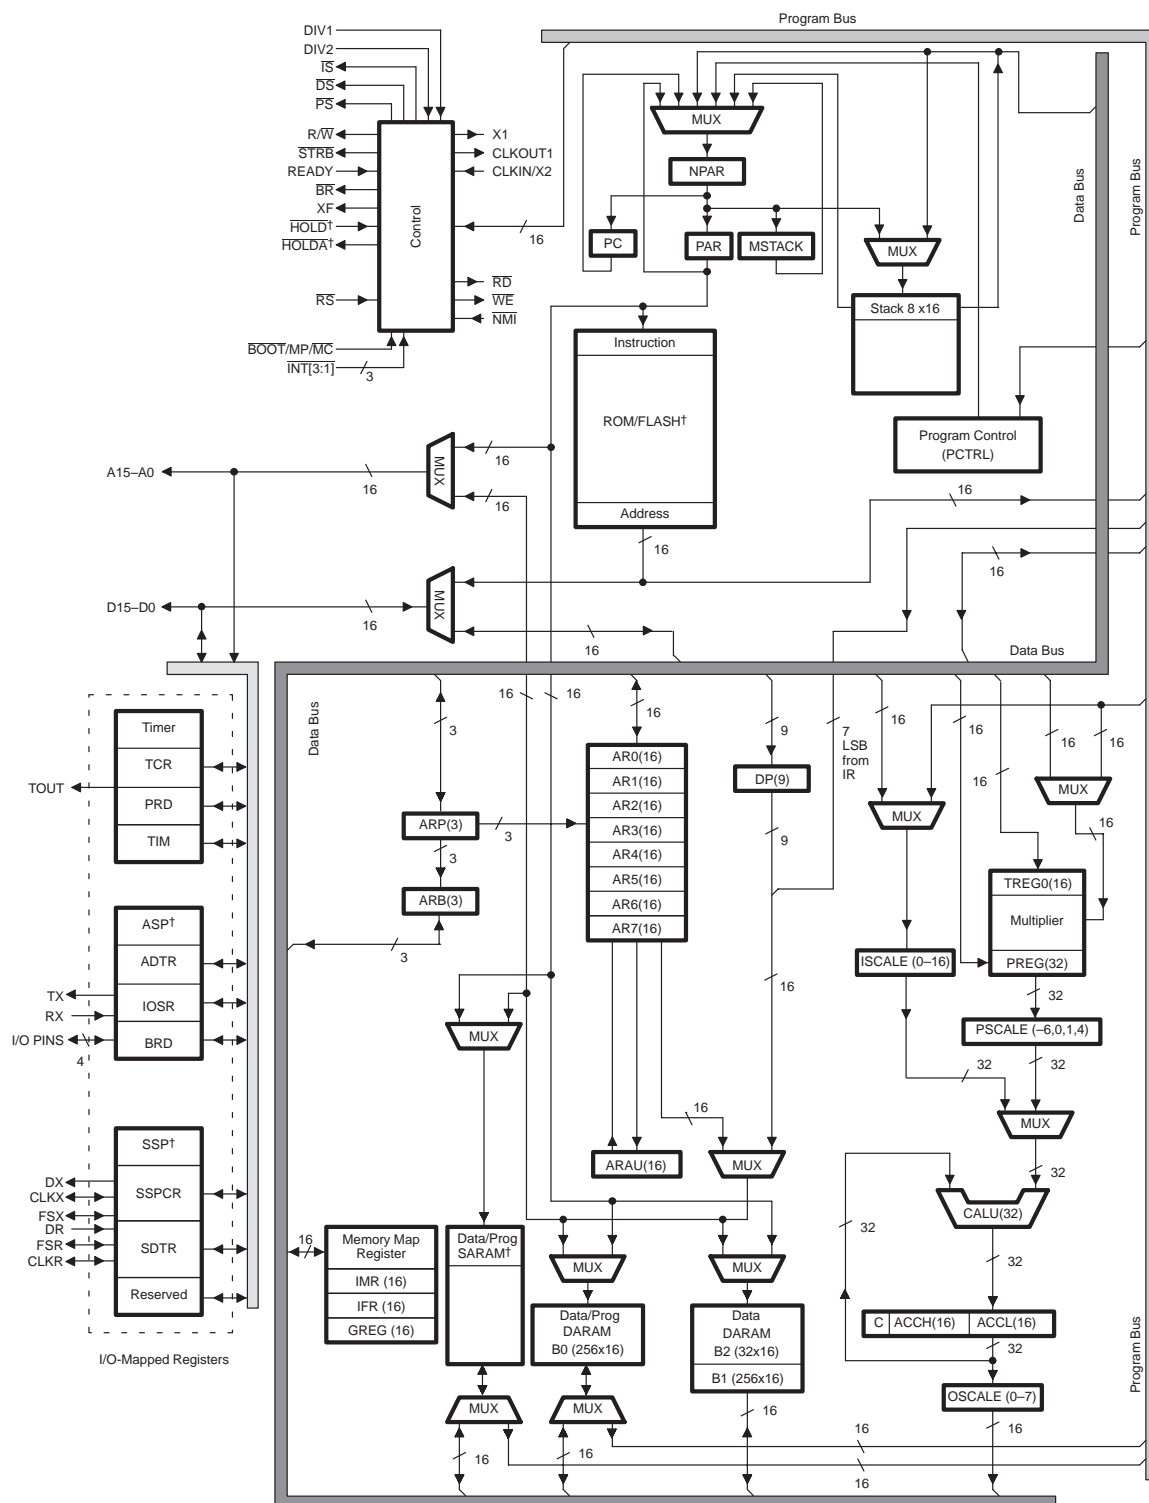 Program Bus
DIV1
DIV2
IS
DS
PS
R/W
STRB
READY
BR
XF
HOLD†
HOLDA†
RS
BOOT/MP/MC
INT[3:1]
3
Control
X1
CLKOUT1
CLKIN/X2
16
RD
WE
NMI
MUX
NPAR
PC
PAR
MSTACK
MUX
Stack 8 x16
Data Bus
Program Bus
Instruction
ROM/FLASH†
Address
16
Program Control
(PCTRL)
A15–A0
16
MUX
16
16
16
16
D15–D0
16
MUX
16
Data Bus
I/O-Mapped Registers
Timer
TCR
PRD
TIM
TOUT
ASP†
ADTR
IOSR
BRD
TX
RX
I/O PINS
4
SSP†
SSPCR
SDTR
Reserved
DX
CLKX
FSX
DR
FSR
CLKR
Data Bus
3
ARP(3)
3
3
ARB(3)
3
16
16
16
AR0(16)
AR1(16)
AR2(16)
AR3(16)
AR4(16)
AR5(16)
AR6(16)
AR7(16)
9
DP(9)
9
7
LSB
from
IR
16
16
16
16
16
16
MUX
MUX
16
TREG0(16)
Multiplier
PREG(32)
ISCALE (0–16)
32
PSCALE (–6,0,1,4)
32
32
MUX
32
MUX
16
ARAU(16)
MUX
CALU(32)
32
32
16
Memory Map
Register
IMR (16)
IFR (16)
GREG (16)
Data/Prog
SARAM†
MUX
MUX
Data/Prog
DARAM
B0 (256x16)
Data
DARAM
B2 (32x16)
B1 (256x16)
C
ACCH(16)
ACCL(16)
32
OSCALE (0–7)
MUX
MUX
16
16
16
16
16
16
Program Bus